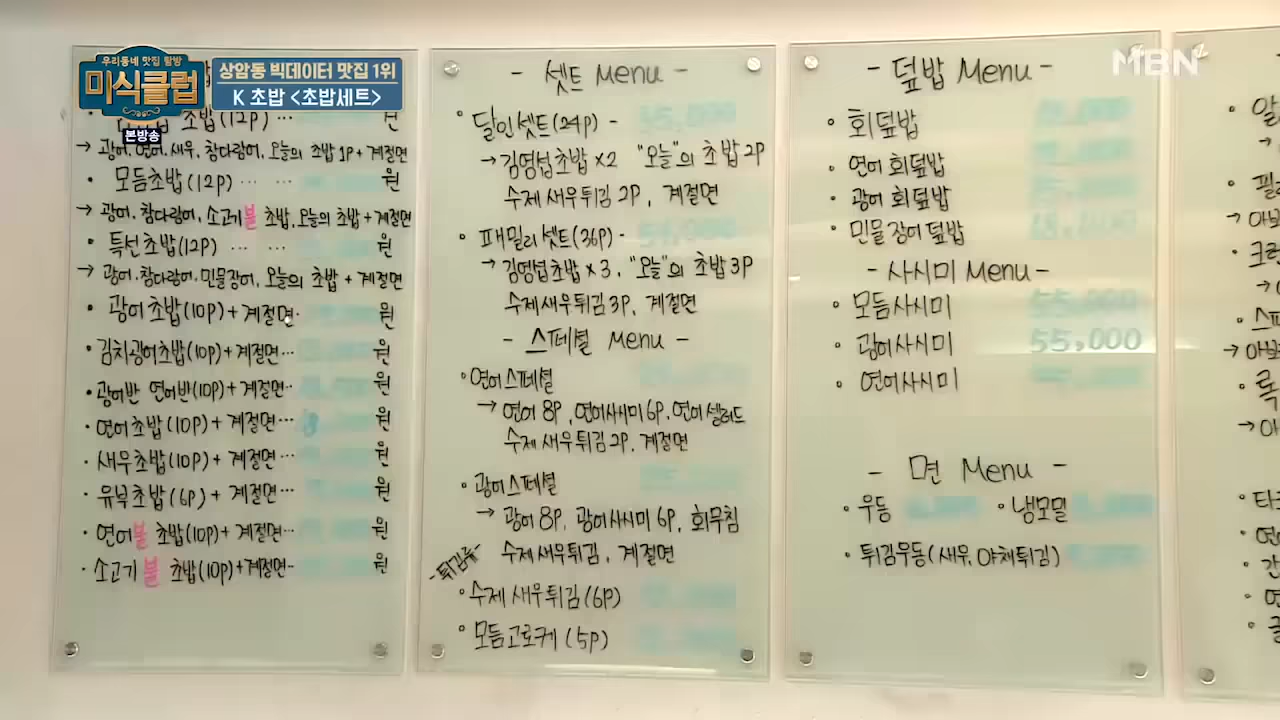 우리동네 맛집 탐방
미식클럽
본방송
상암동 빅데이터 맛집 1위
K 초밥 <초밥세트>
MBN
초밥(12P) ··· 원
→ 광어, 연어, 새우, 참다랑어, 오늘의 초밥 1P + 계절면
· 모듬초밥(12P) ··· ··· 원
→ 광어, 참다랑어, 소고기불 초밥, 오늘의 초밥 + 계절면
· 특선초밥(12P) ··· ··· 원
→ 광어, 참다랑어, 민물장어, 오늘의 초밥 + 계절면
· 광어초밥(10P) + 계절면· 원
· 김치광어초밥(10P) + 계절면··· 원
· 광어반 연어반(10P) + 계절면·· 원
· 연어초밥(10P) + 계절면··· 원
· 새우초밥(10P) + 계절면··· 원
· 유부초밥(6P) + 계절면··· 원
· 연어불 초밥(10P) + 계절면··· 원
· 소고기불 초밥(10P) + 계절면·· 원
- 셋트 Menu -
° 달인셋트(24P) -
→ 김영섭초밥 x2 "오늘"의 초밥 2P
수제새우튀김 2P, 계절면
° 패밀리셋트(36P) -
→ 김영섭초밥 x 3, "오늘"의 초밥 3P
수제새우튀김 3P, 계절면
- 스페셜 Menu -
° 연어스페셜
→ 연어 8P, 연어사시미 6P, 연어샐러드
수제새우튀김 2P, 계절면
° 광어스페셜
→ 광어 8P, 광어사시미 6P, 회무침
수제새우튀김, 계절면
- 튀김류 -
° 수제새우튀김(6P)
° 모듬고로케(5P)
- 덮밥 Menu -
° 회덮밥
° 연어 회덮밥
° 광어 회덮밥
° 민물장어덮밥
- 사시미 Menu -
° 모듬사시미 55,000
° 광어사시미 55,000
° 연어사시미
- 면 Menu -
° 우동 ° 냉모밀
° 튀김우동(새우, 야채튀김)